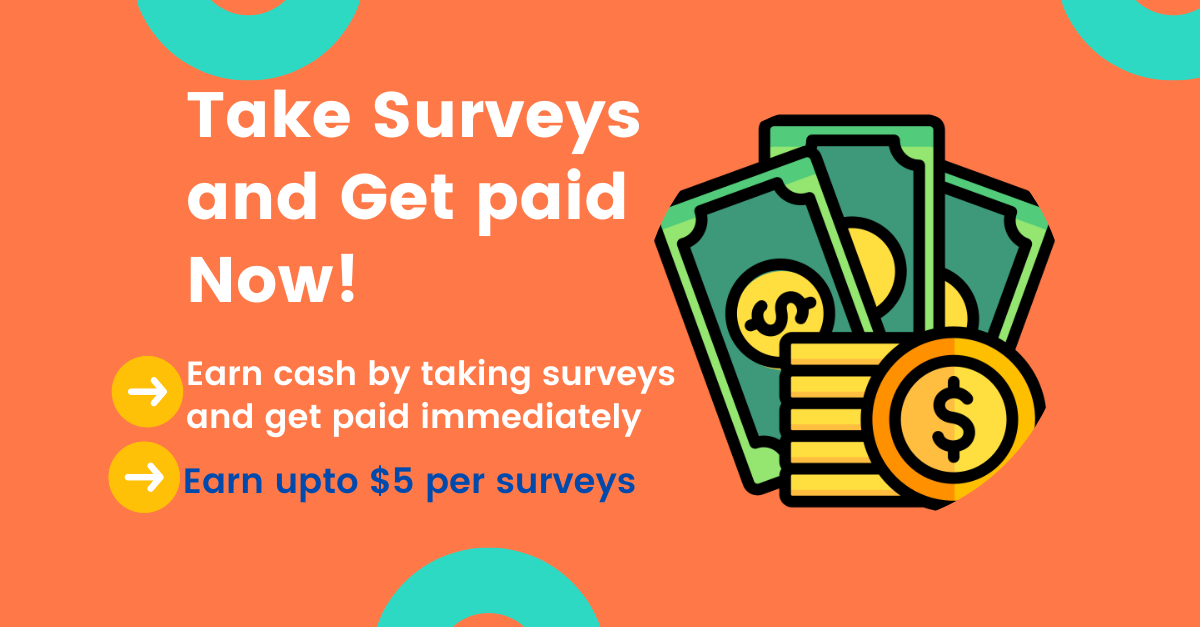 Take Surveys
and Get paid
Now!
Earn cash by taking surveys
and get paid immediately
Earn upto $5 per surveys
$
$